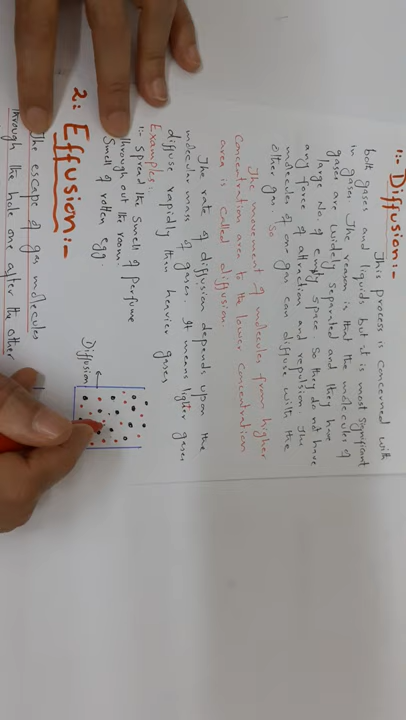 1:- Diffusion:-
This process is concerned with
both gases and liquids but it is most significant
in gases. The reason is that the molecules of
gases are widely separated and they have
large No. of empty space. So they do not have
any force of attraction and repulsion. The
molecules of one gas can diffuse with the
other gas. So
The movement of molecules from higher
concentration area to the lower concentration
area is called diffusion.
The rate of diffusion depends upon the
molecular mass of gases. It means lighter gases
diffuse rapidly than heavier gases
Examples:-
1:- Spread the smell of Perfume
through out the room.
Smell of rotten egg
Diffusion
2:- Effusion:-
The escape of gas molecules
through the hole one after the other